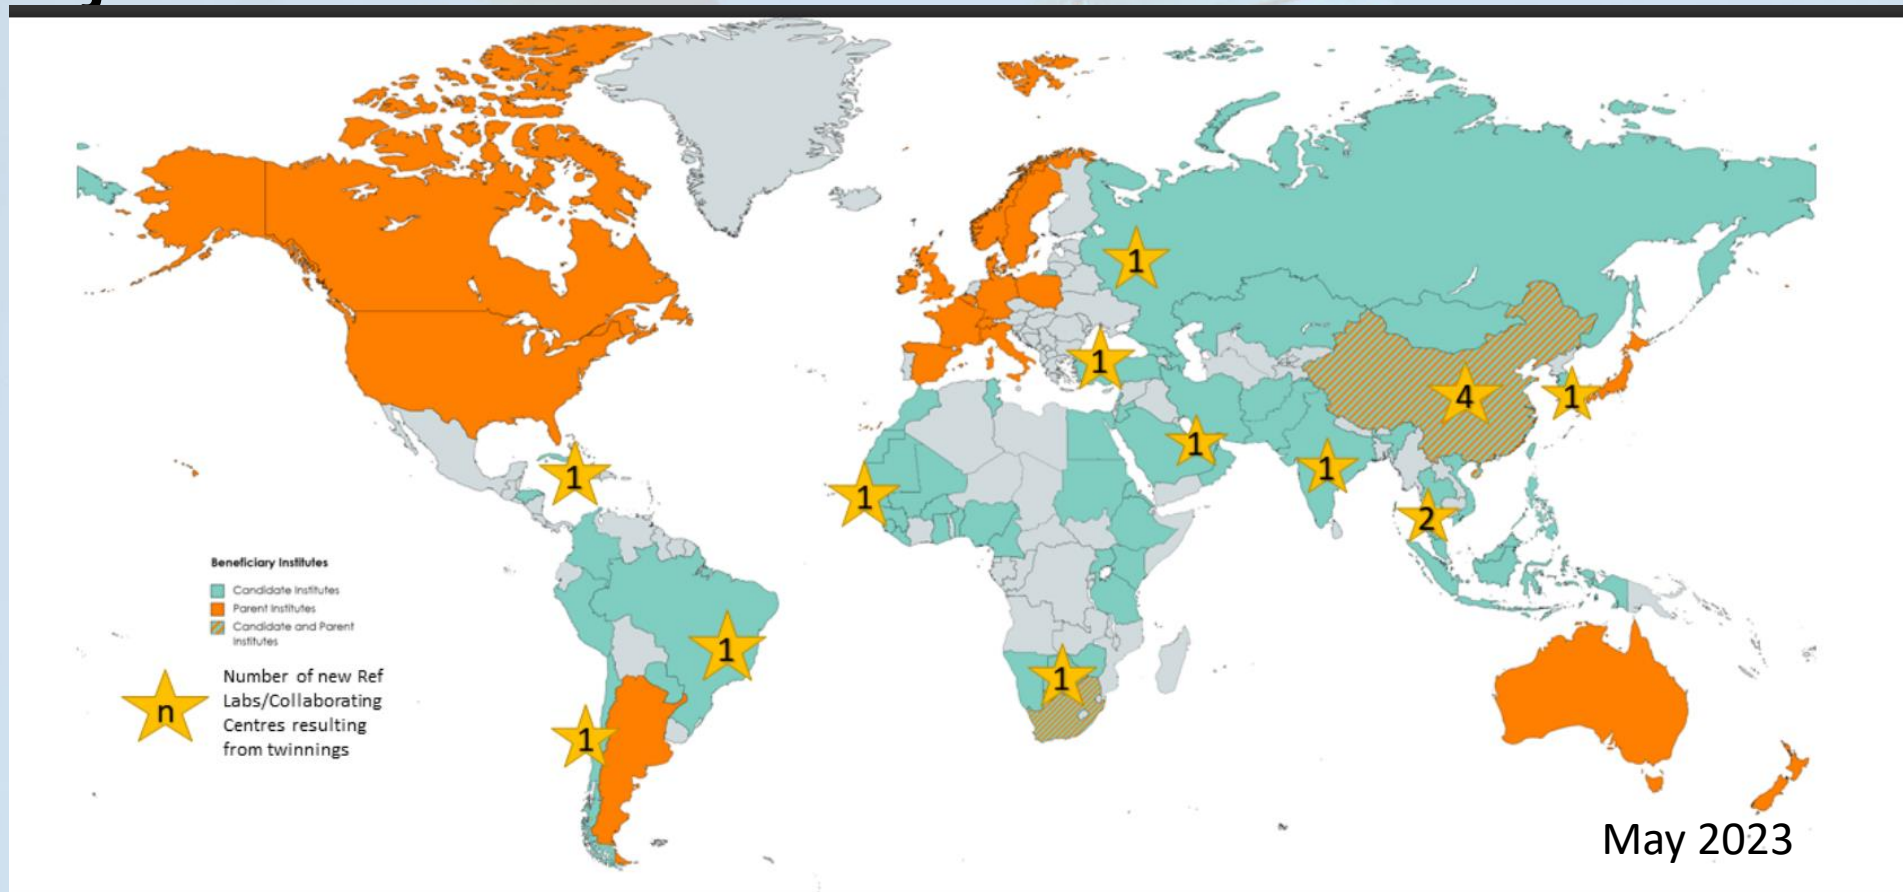 1
1
4
1
1
1
1
1
2
1
1
1
Beneficiary Institutes
Candidate Institutes
Parent Institutes
Candidate and Parent
Institutes
n
Number of new Ref
Labs/Collaborating
Centres resulting
from twinnings
May 2023